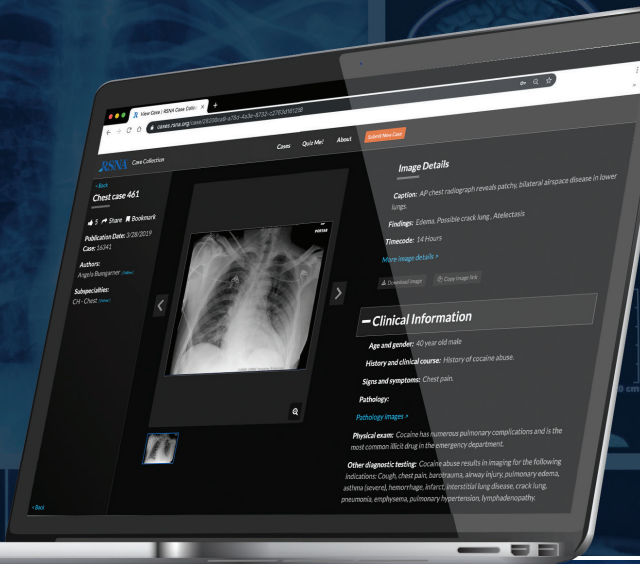 View Case | RSNA Case Collec
cases.rsna.org/case/
RSNA Case Collection
Cases
Quiz Me!
About
Submit New Case
< Back
Chest case 461
5 Share Bookmark
Publication Date: 3/28/2019
Case: 16341
Authors:
Angela Bumgarner [follow]
Subspecialties:
CH - Chest [follow]
< Back
Image Details
Caption: AP chest radiograph reveals patchy, bilateral airspace disease in lower
lungs.
Findings: Edema, Possible crack lung, Atelectasis
Timecode: 14 Hours
More image details >
Download Image
Copy Image link
Clinical Information
Age and gender: 40 year old male
History and clinical course: History of cocaine abuse.
Signs and symptoms: Chest pain.
Pathology:
Pathology Images >
Physical exam: Cocaine has numerous pulmonary complications and is the
most common illicit drug in the emergency department.
Other diagnostic testing: Cocaine abuse results in imaging for the following
indications: Cough, chest pain, barotrauma, airway injury, pulmonary edema,
asthma (severe), hemorrhage, infarct, interstitial lung disease, crack lung,
pneumonia, emphysema, pulmonary hypertension, lymphadenopathy.